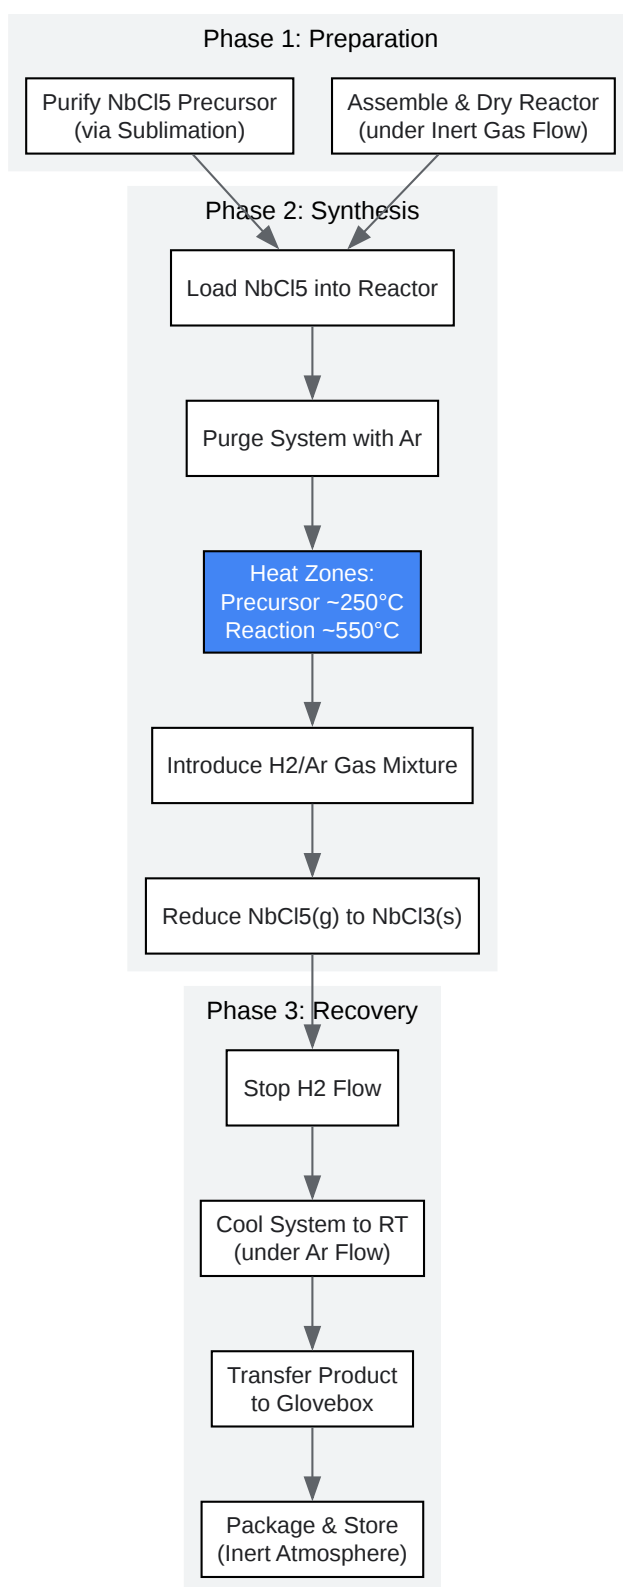 Phase 1: Preparation
Purify NbCl5 Precursor
(via Sublimation)
Assemble & Dry Reactor
(under Inert Gas Flow)
Phase 2: Synthesis
Load NbCl5 into Reactor
Purge System with Ar
Heat Zones:
Precursor ~250°C
Reaction ~550°C
Introduce H2/Ar Gas Mixture
Reduce NbCl5(g) to NbCl3(s)
Phase 3: Recovery
Stop H2 Flow
Cool System to RT
(under Ar Flow)
Transfer Product
to Glovebox
Package & Store
(Inert Atmosphere)